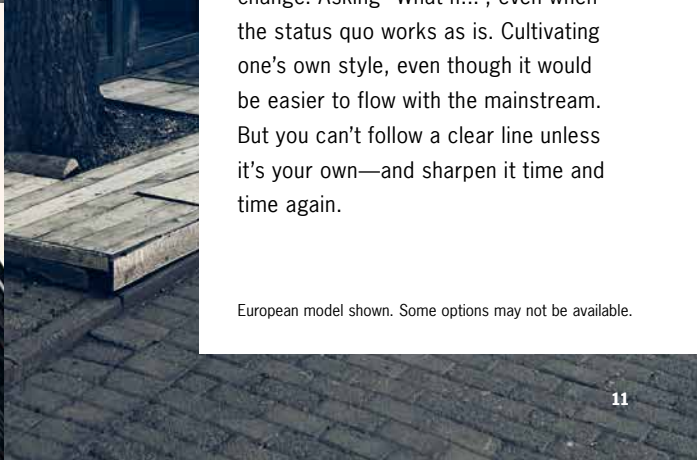 change. Asking “What if...”, even when
the status quo works as is. Cultivating
one’s own style, even though it would
be easier to flow with the mainstream.
But you can’t follow a clear line unless
it’s your own—and sharpen it time and
time again.
European model shown. Some options may not be available.
11